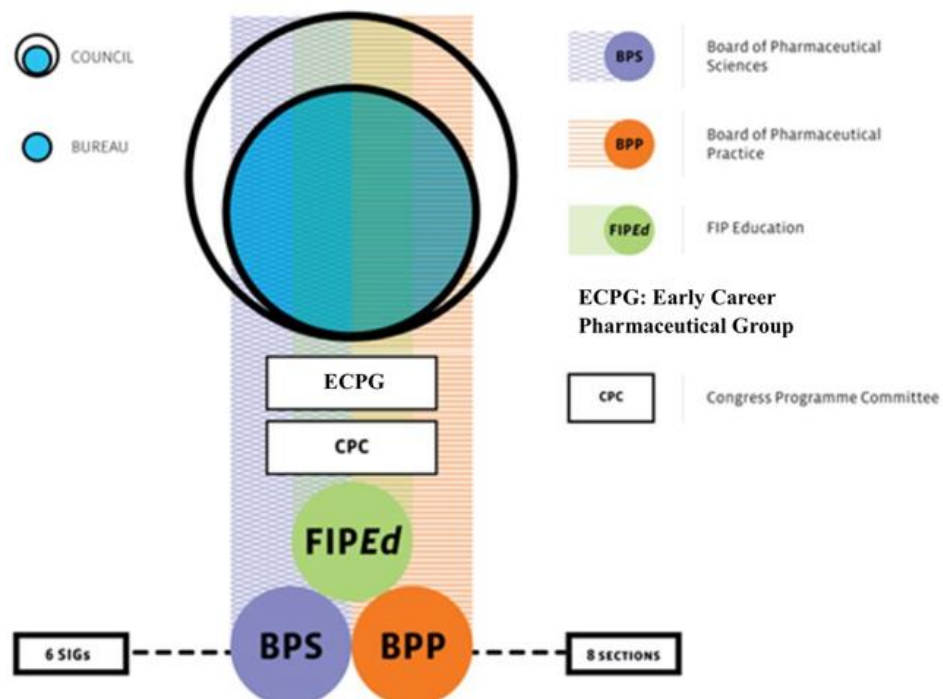 COUNCIL
BUREAU
BPS
Board of Pharmaceutical
Sciences
BPP
Board of Pharmaceutical
Practice
FIPEd
FIP Education
ECPG: Early Career
Pharmaceutical Group
CPC
Congress Programme Committee
ECPG
CPC
FIPEd
BPS
BPP
6 SIGs
8 SECTIONS